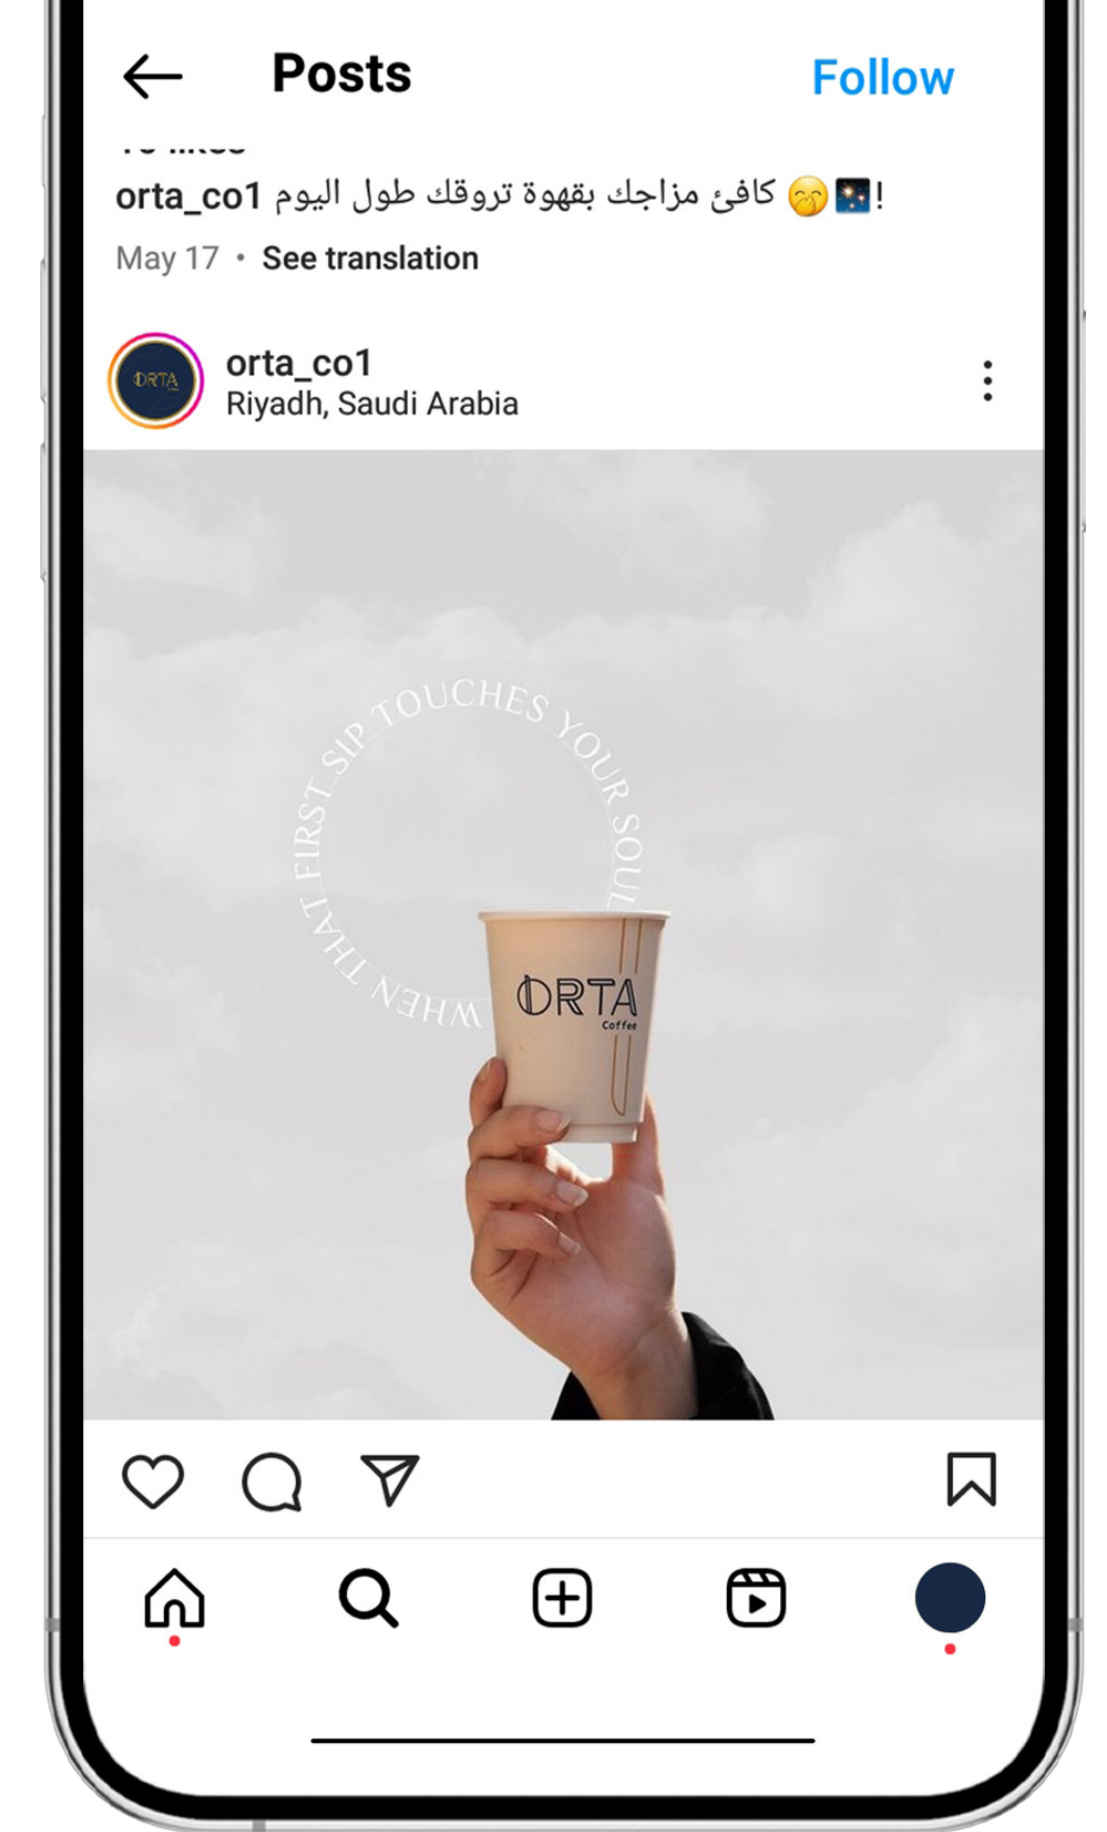 Posts
Follow
orta_co1 كافئ مزاجك بقهوة تروقك طول اليوم 🤭🎇!
May 17 • See translation
ORTA
orta_co1
Riyadh, Saudi Arabia
WHEN THAT FIRST SIP TOUCHES YOUR SOUL
ORTA
Coffee